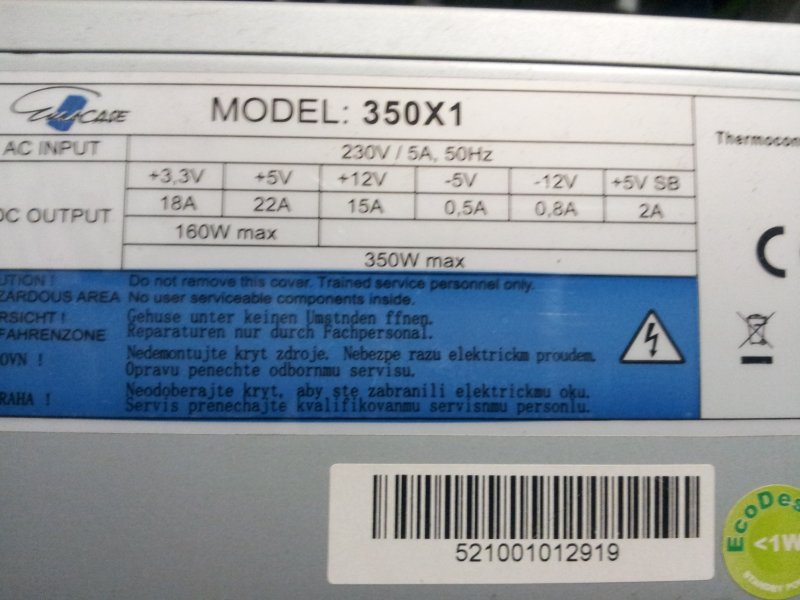 EuroCASE MODEL: 350X1
Thermocon
AC INPUT 230V / 5A, 50Hz
+3,3V +5V +12V -5V -12V +5V SB
DC OUTPUT 18A 22A 15A 0,5A 0,8A 2A
160W max
350W max
UTION ! Do not remove this cover. Trained service personnel only.
ZARDOUS AREA No user serviceable components inside.
RSICHT ! Gehuse unter keinen Umstnden ffnen.
FAHRENZONE Reparaturen nur durch Fachpersonal.
OVN ! Nedemontujte kryt zdroje. Nebezpe razu elektrickm proudem.
Opravu penechte odbornmu servisu.
RAHA ! Neodoberajte kryt, aby ste zabranili elektrickmu oku.
Servis prenechajte kvalifikovanmu servisnmu personlu.
CE
521001012919
EcoDes
<1W
STANDBY PO